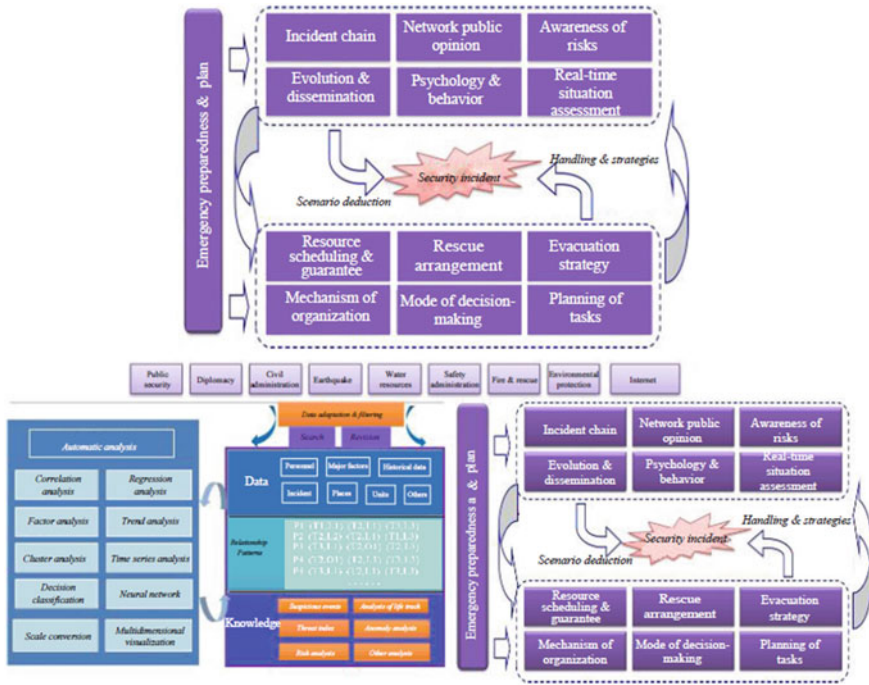 Emergency preparedness & plan
Incident chain
Network public
opinion
Awareness of
risks
Evolution &
dissemination
Psychology &
behavior
Real-time
situation
assessment
Scenario deduction
Security incident
Handling & strategies
Resource
scheduling &
guarantee
Rescue
arrangement
Evacuation
strategy
Mechanism of
organization
Mode of decision-
making
Planning of
tasks
Public
security
Diplomacy
Civil
administration
Earthquake
Water
resources
Safety
administration
Fire & rescue
Environmental
protection
Internet
Automatic analysis
Correlation
analysis
Regression
analysis
Factor analysis
Trend analysis
Cluster analysis
Time series analysis
Decision
classification
Neural network
Scale conversion
Multidimensional
visualization
Data adaptation & filtering
Search
Revision
Data
Personnel
Major factors
Historical data
Incident
Places
Units
Others
Relationship
Patterns
Knowledge
Suspicious events
Analysis of life track
Threat index
Anomaly analysis
Risk analysis
Other analysis
Emergency preparedness a & plan
Incident chain
Network public
opinion
Awareness of
risks
Evolution &
dissemination
Psychology &
behavior
Real-time
situation
assessment
Scenario deduction
Security incident
Handling & strategies
Resource
scheduling &
guarantee
Rescue
arrangement
Evacuation
strategy
Mechanism of
organization
Mode of decision-
making
Planning of
tasks